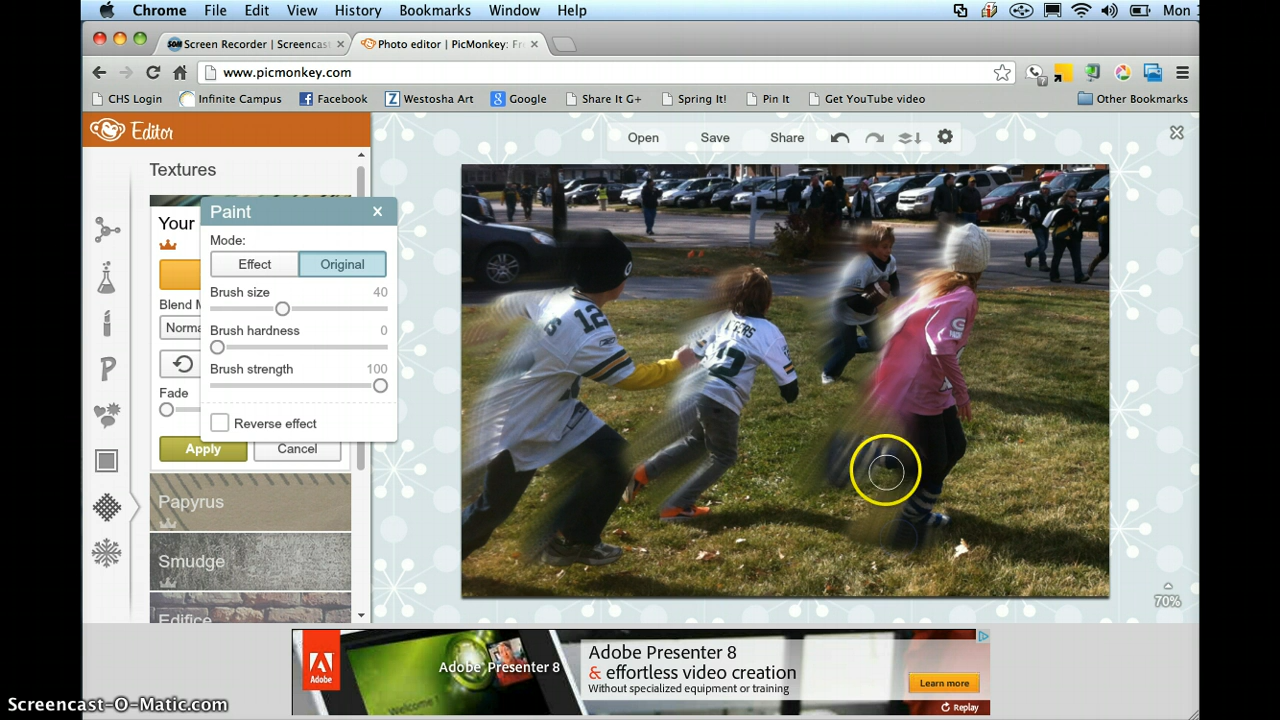 Chrome File Edit View History Bookmarks Window Help Mon
Screen Recorder | Screencast Photo editor | PicMonkey: Fr
www.picmonkey.com
CHS Login Infinite Campus Facebook Westosha Art Google Share It G+ Spring It! Pin It Get YouTube video Other Bookmarks
Editor
Open Save Share
Textures
Your
Paint
Mode:
Effect Original
Brush size 40
Blend M
Norma
Brush hardness 0
Brush strength 100
Fade
Reverse effect
Apply Cancel
Papyrus
Smudge
Edifice
12
G
70%
Adobe
Adobe Presenter 8
Welcome!
Adobe Presenter 8
& effortless video creation
Without specialized equipment or training
Learn more
Replay
Screencast-O-Matic.com